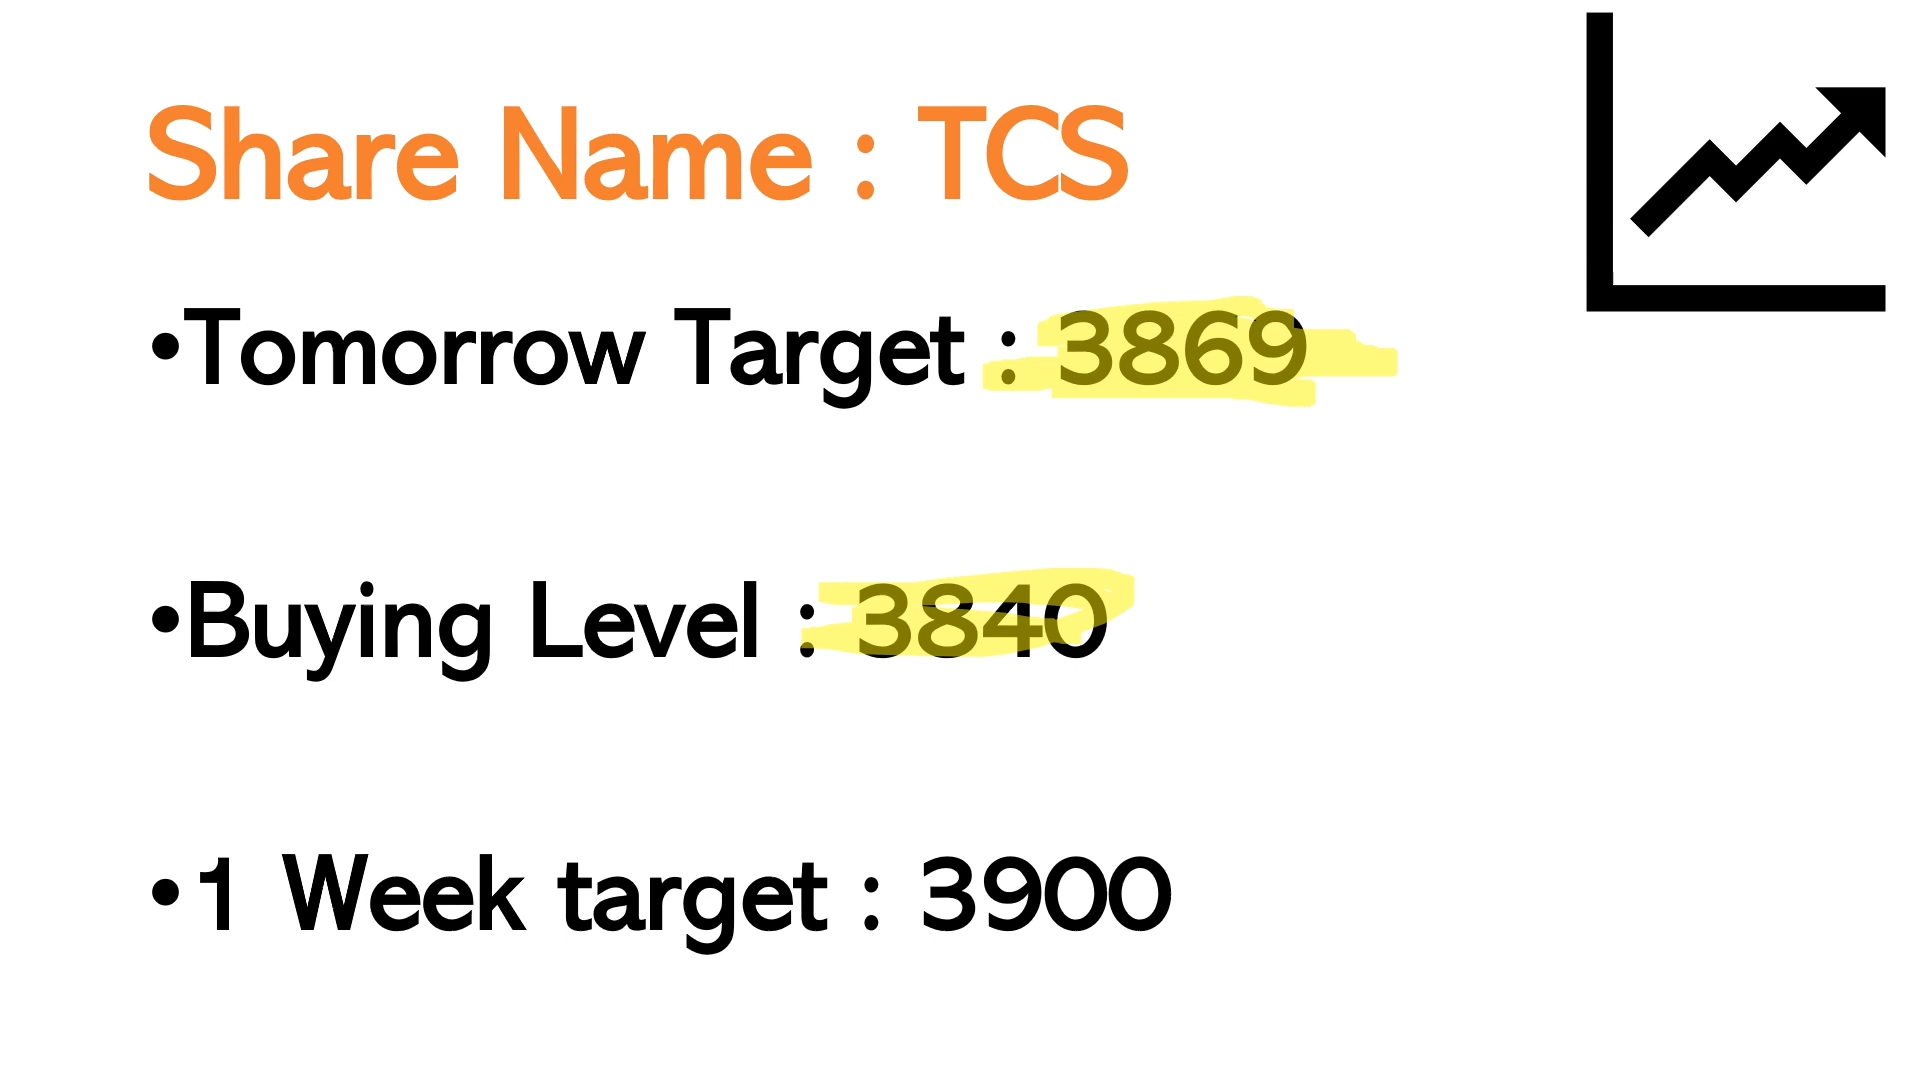 Share Name : TCS
•Tomorrow Target : 3869
•Buying Level : 3840
•1 Week target : 3900